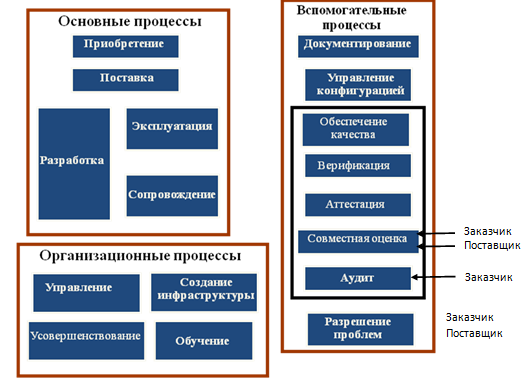 Основные процессы
Приобретение
Поставка
Разработка
Эксплуатация
Сопровождение
Организационные процессы
Управление
Создание
инфраструктуры
Усовершенствование
Обучение
Вспомогательные
процессы
Документирование
Управление
конфигурацией
Обеспечение
качества
Верификация
Аттестация
Совместная оценка
Заказчик
Поставщик
Аудит
Заказчик
Разрешение
проблем
Заказчик
Поставщик